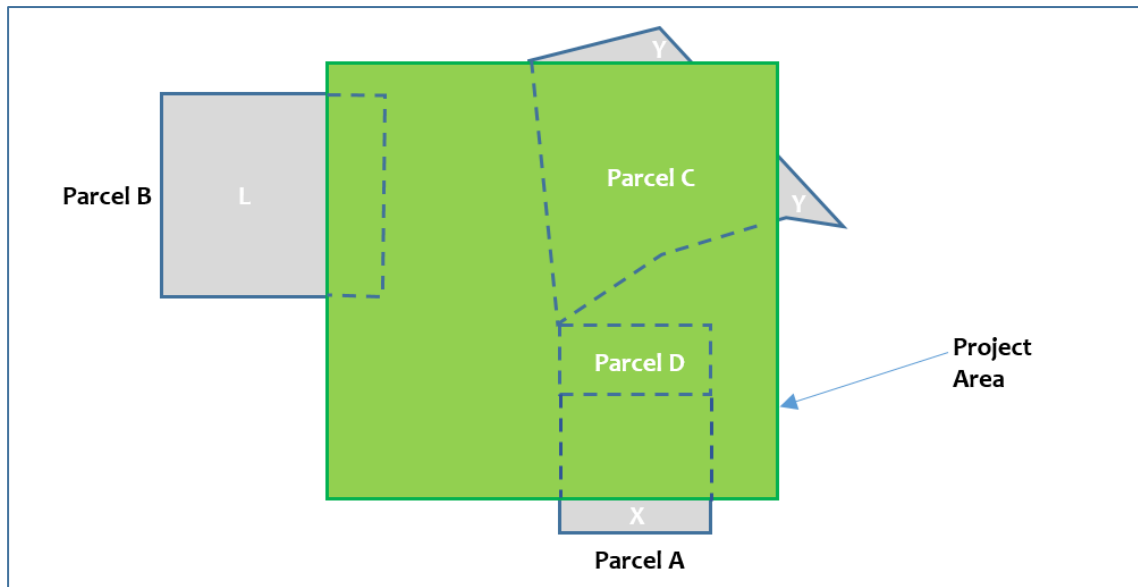 Y
Parcel C
Parcel B
L
Y
Project
Area
Parcel D
X
Parcel A